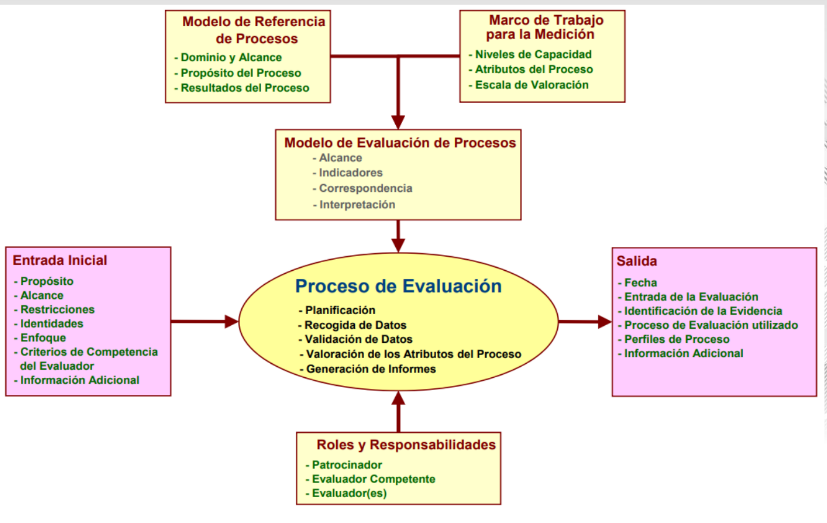 Modelo de Referencia
de Procesos
- Dominio y Alcance
- Propósito del Proceso
- Resultados del Proceso
Marco de Trabajo
para la Medición
- Niveles de Capacidad
- Atributos del Proceso
- Escala de Valoración
Modelo de Evaluación de Procesos
- Alcance
- Indicadores
- Correspondencia
- Interpretación
Entrada Inicial
- Propósito
- Alcance
- Restricciones
- Identidades
- Enfoque
- Criterios de Competencia
del Evaluador
- Información Adicional
Proceso de Evaluación
- Planificación
- Recogida de Datos
- Validación de Datos
- Valoración de los Atributos del Proceso
- Generación de Informes
Salida
- Fecha
- Entrada de la Evaluación
- Identificación de la Evidencia
- Proceso de Evaluación utilizado
- Perfiles de Proceso
- Información Adicional
Roles y Responsabilidades
- Patrocinador
- Evaluador Competente
- Evaluador(es)